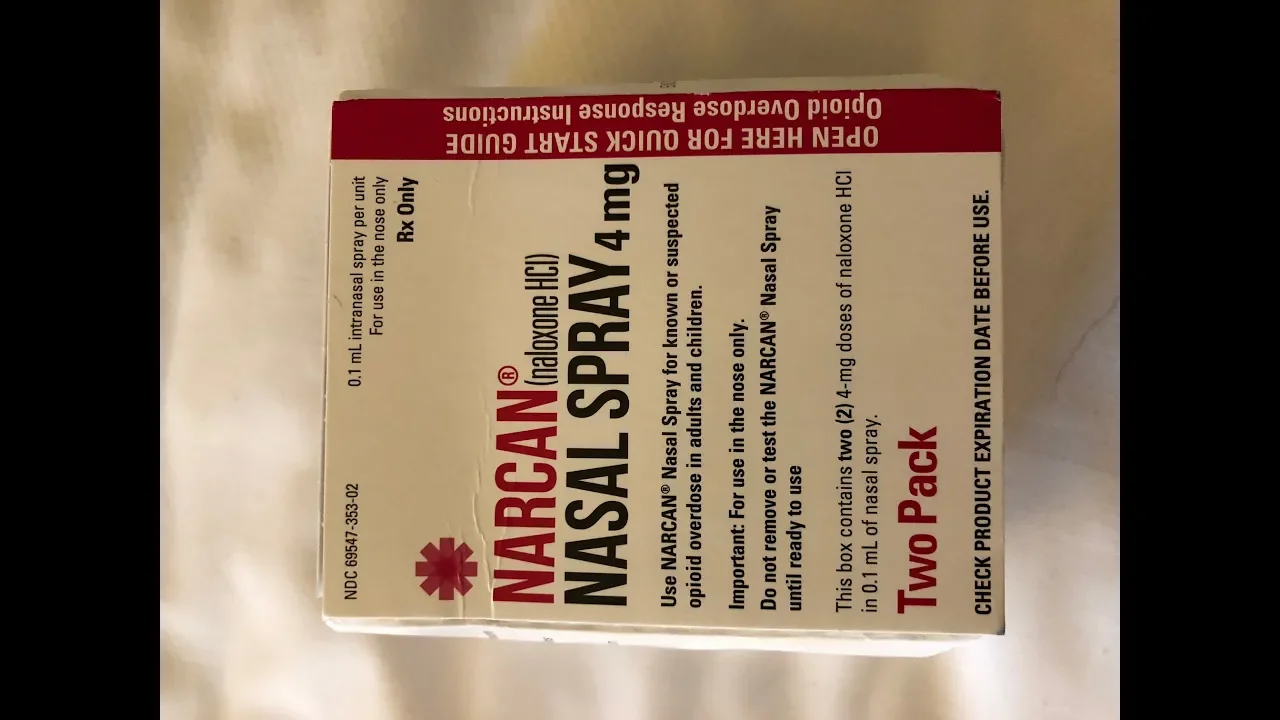 NDC 69547-353-02
0.1 mL intranasal spray per unit
For use in the nose only
Rx Only
NARCAN®
(naloxone HCl)
NASAL SPRAY 4 mg
Use NARCAN® Nasal Spray for known or suspected
opioid overdose in adults and children.
Important: For use in the nose only.
Do not remove or test the NARCAN® Nasal Spray
until ready to use
This box contains two (2) 4-mg doses of naloxone HCl
in 0.1 mL of nasal spray.
Two Pack
CHECK PRODUCT EXPIRATION DATE BEFORE USE.
OPEN HERE FOR QUICK START GUIDE
Opioid Overdose Response Instructions